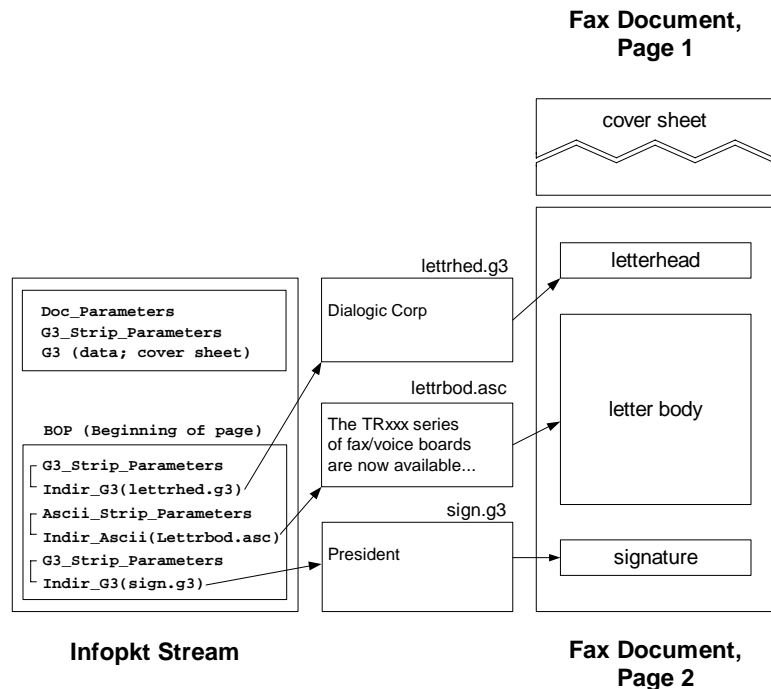 Fax Document,
Page 1
cover sheet
lettrhed.g3
letterhead
Doc_Parameters
G3_Strip_Parameters
G3 (data; cover sheet)
Dialogic Corp
lettrbod.asc
BOP (Beginning of page)
The TRxxx series
of fax/voice boards
are now available...
letter body
G3_Strip_Parameters
Indir_G3(lettrhed.g3)
Ascii_Strip_Parameters
Indir_Ascii(Lettrbod.asc)
G3_Strip_Parameters
Indir_G3(sign.g3)
sign.g3
President
signature
Infopkt Stream
Fax Document,
Page 2